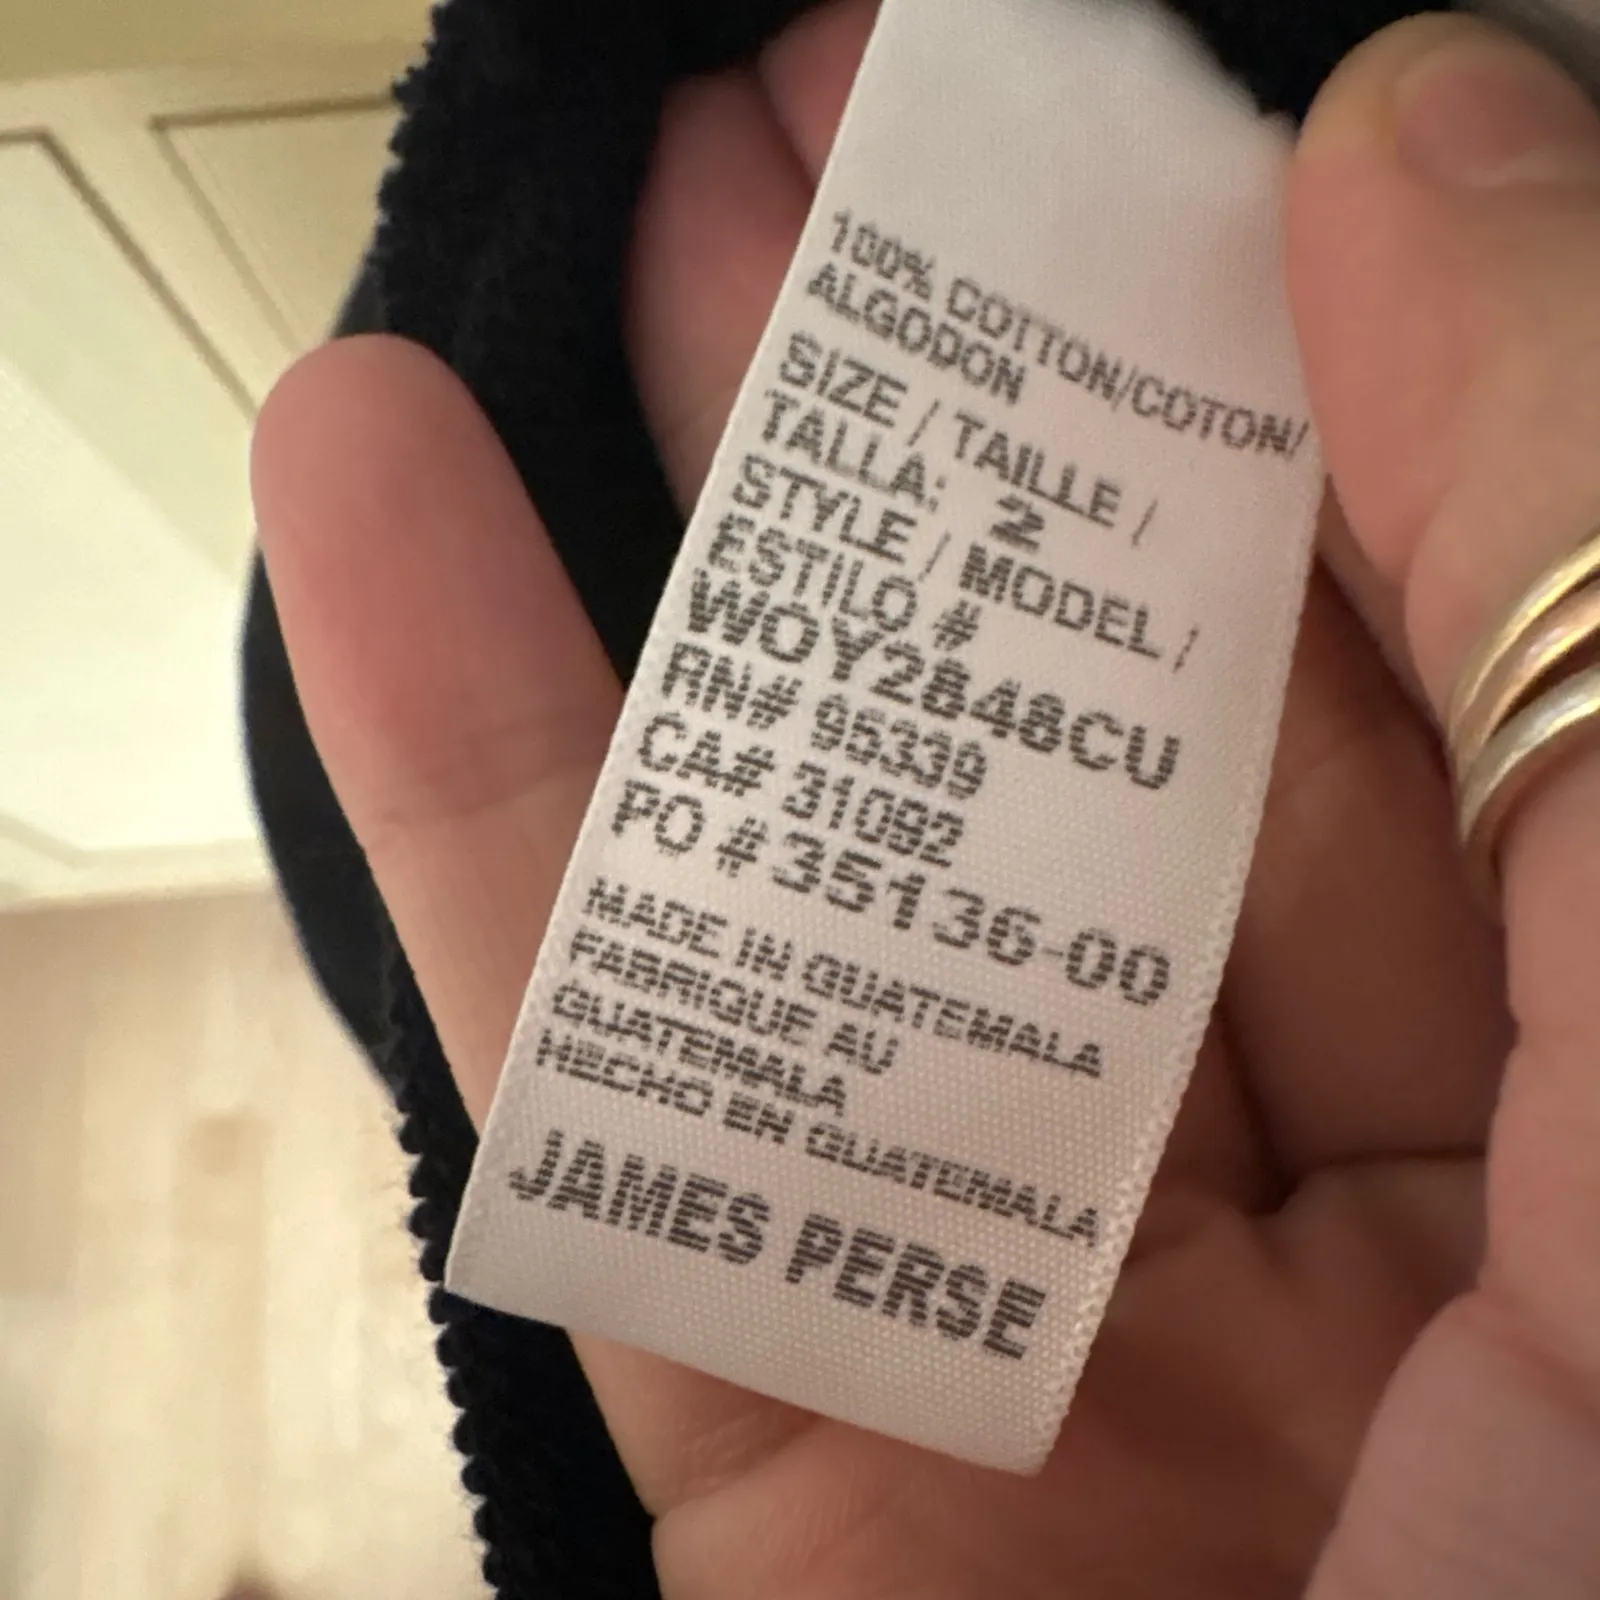 100% COTTON/COTON/
ALGODON
SIZE / TAILLE /
TALLA: 2
STYLE / MODEL /
ESTILO #
WOY2848CU
RN# 95339
CA# 31082
PO #35136-00
MADE IN GUATEMALA
FABRIQUE AU
GUATEMALA
HECHO EN GUATEMALA
JAMES PERSE